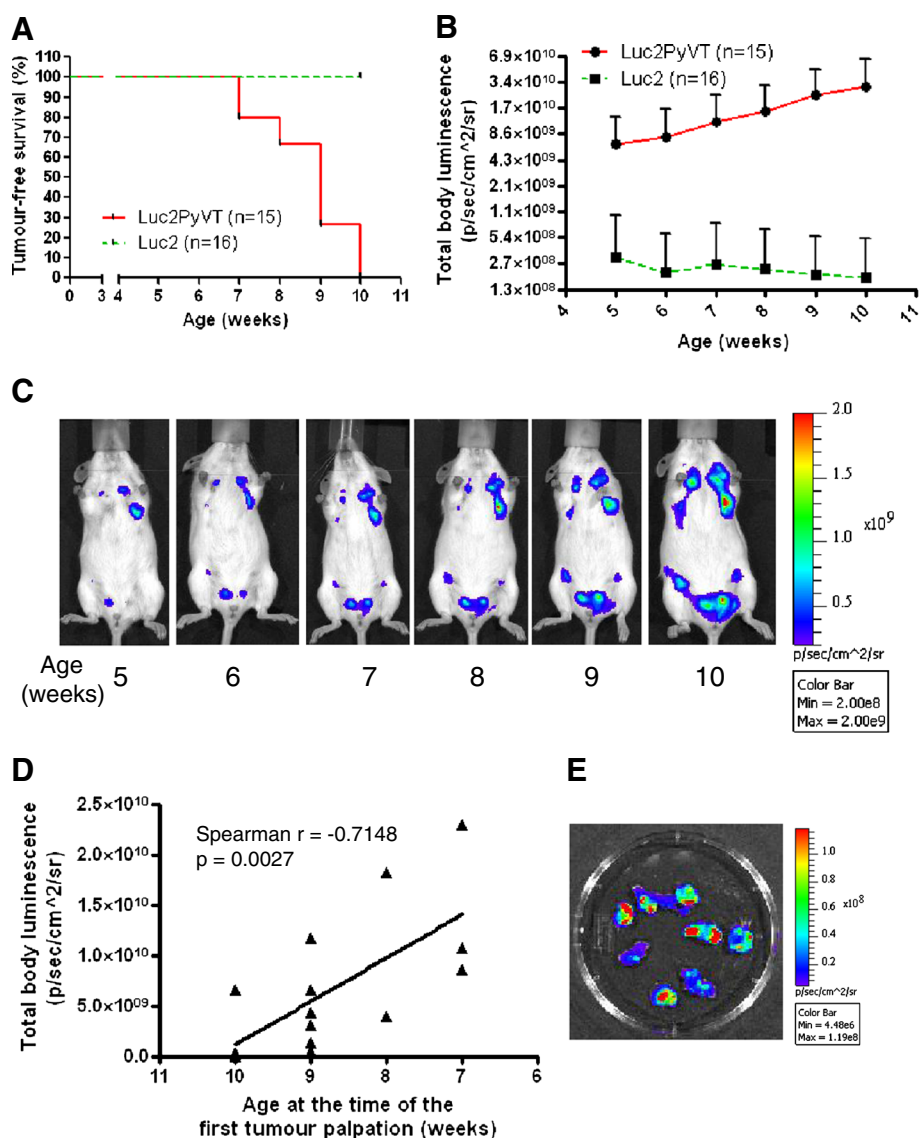 A
110
100
90
80
70
60
50
40
30
20
10
0
Tumour-free survival (%)
Luc2PyVT (n=15)
Luc2 (n=16)
0 3 4 5 6 7 8 9 10 11
Age (weeks)
B
Luc2PyVT (n=15)
Luc2 (n=16)
6.9×10¹⁰
3.4×10¹⁰
1.7×10¹⁰
8.6×10⁰⁹
4.3×10⁰⁹
2.1×10⁰⁹
1.1×10⁰⁹
5.4×10⁰⁸
2.7×10⁰⁸
1.3×10⁰⁸
Total body luminescence
(p/sec/cm^2/sr)
4 5 6 7 8 9 10 11
Age (weeks)
C
2.0
1.5
1.0
0.5
x10⁹
p/sec/cm^2/sr
Color Bar
Min = 2.00e8
Max = 2.00e9
Age
(weeks) 5 6 7 8 9 10
D
2.5×10¹⁰
2.0×10¹⁰
1.5×10¹⁰
1.0×10¹⁰
5.0×10⁰⁹
0.0
Total body luminescence
(p/sec/cm^2/sr)
Spearman r = -0.7148
p = 0.0027
11 10 9 8 7 6
Age at the time of the
first tumour palpation (weeks)
E
1.0
0.8
0.6
0.4
0.2
x10⁸
p/sec/cm^2/sr
Color Bar
Min = 4.48e6
Max = 1.19e8